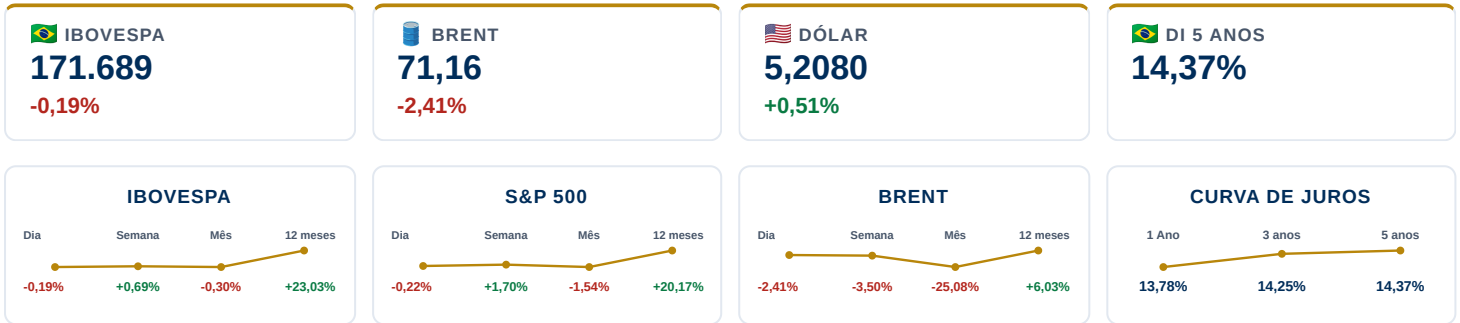 IBOVESPA
171.689
-0,19%
BRENT
71,16
-2,41%
DÓLAR
5,2080
+0,51%
DI 5 ANOS
14,37%
IBOVESPA
Dia Semana Mês 12 meses
-0,19% +0,69% -0,30% +23,03%
S&P 500
Dia Semana Mês 12 meses
-0,22% +1,70% -1,54% +20,17%
BRENT
Dia Semana Mês 12 meses
-2,41% -3,50% -25,08% +6,03%
CURVA DE JUROS
1 Ano 3 anos 5 anos
13,78% 14,25% 14,37%